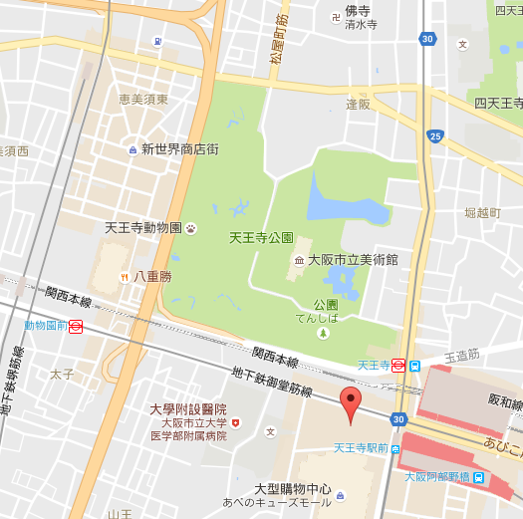 佛寺
清水寺
四天王
松屋町筋
30
恵美須東
逢阪
四天王寺
25
美須西
新世界商店街
堀越町
天王寺動物園
天王寺公園
大阪市立美術館
八重勝
関西本線
公園
てんしば
動物園前
関西本線
天王寺
玉造筋
太子
地下鉄御堂筋線
地下鉄堺筋線
阪和線
大學附設醫院
大阪市立大学
医学部附属病院
30
あびこ
天王寺駅前
大阪阿部野橋
大型購物中心
あべのキューズモール
山王